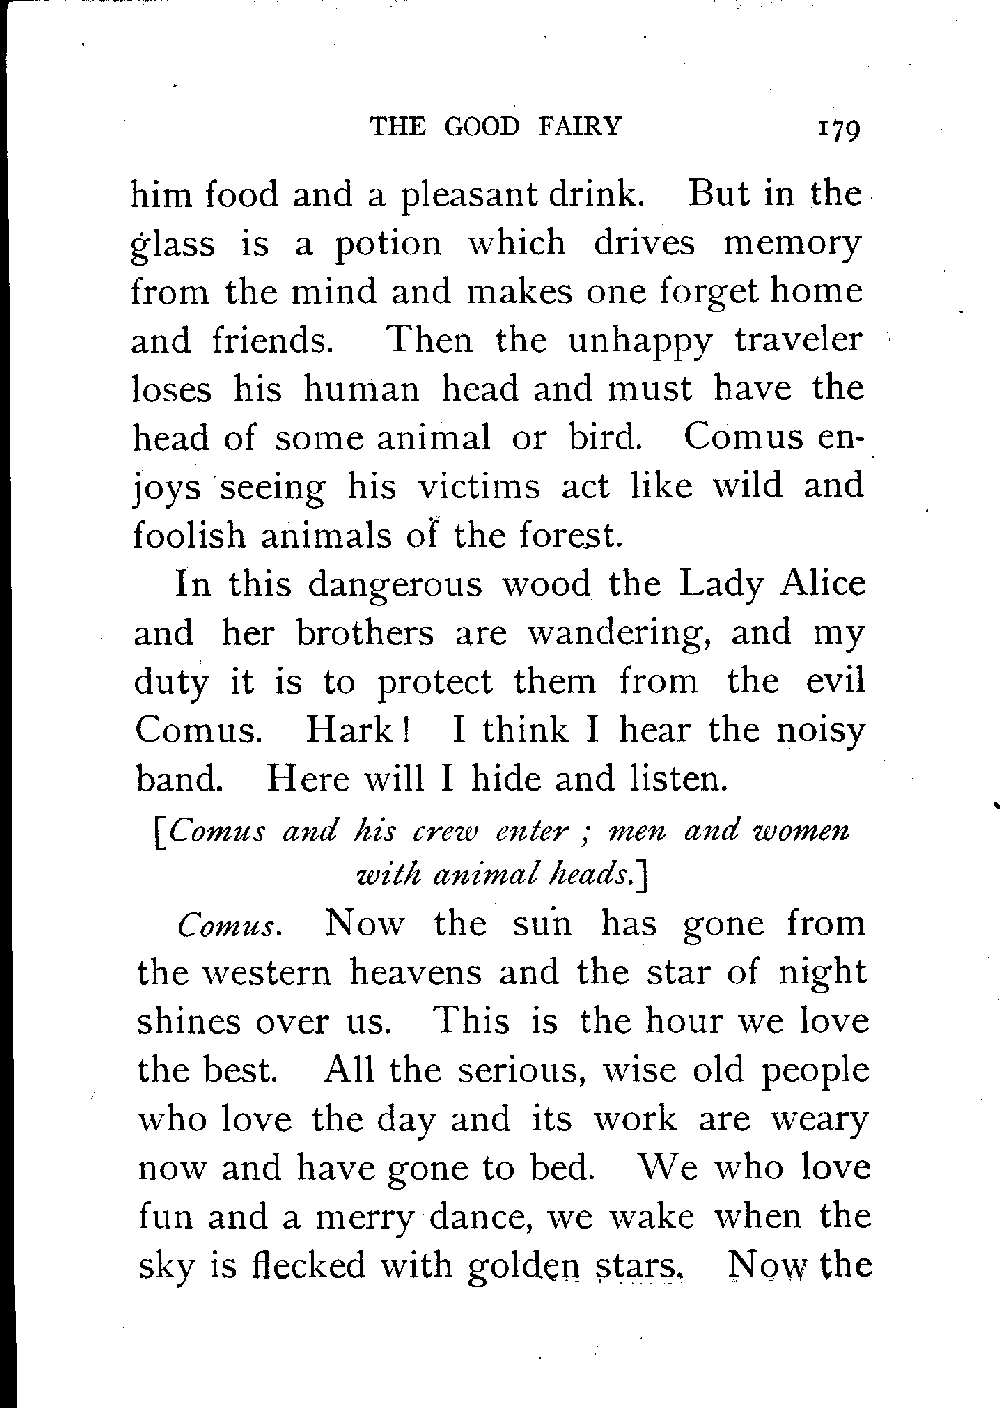 THE GOOD FAIRY 179
him food and a pleasant drink. But in the
glass is a potion which drives memory
from the mind and makes one forget home
and friends. Then the unhappy traveler
loses his human head and must have the
head of some animal or bird. Comus en-
joys seeing his victims act like wild and
foolish animals of the forest.
In this dangerous wood the Lady Alice
and her brothers are wandering, and my
duty it is to protect them from the evil
Comus. Hark! I think I hear the noisy
band. Here will I hide and listen.
[Comus and his crew enter; men and women
with animal heads.]
Comus. Now the sun has gone from
the western heavens and the star of night
shines over us. This is the hour we love
the best. All the serious, wise old people
who love the day and its work are weary
now and have gone to bed. We who love
fun and a merry dance, we wake when the
sky is flecked with golden stars. Now the